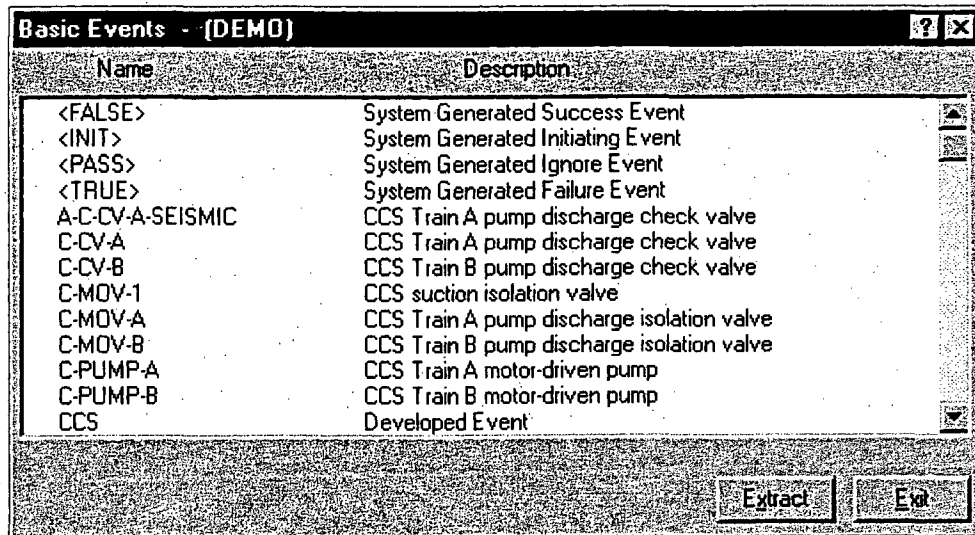 Basic Events - (DEMO)
Name Description
<FALSE> System Generated Success Event
<INIT> System Generated Initiating Event
<PASS> System Generated Ignore Event
<TRUE> System Generated Failure Event
A-C-CV-A-SEISMIC CCS Train A pump discharge check valve
C-CV-A CCS Train A pump discharge check valve
C-CV-B CCS Train B pump discharge check valve
C-MOV-1 CCS suction isolation valve
C-MOV-A CCS Train A pump discharge isolation valve
C-MOV-B CCS Train B pump discharge isolation valve
C-PUMP-A CCS Train A motor-driven pump
C-PUMP-B CCS Train B motor-driven pump
CCS Developed Event
Extract Exit